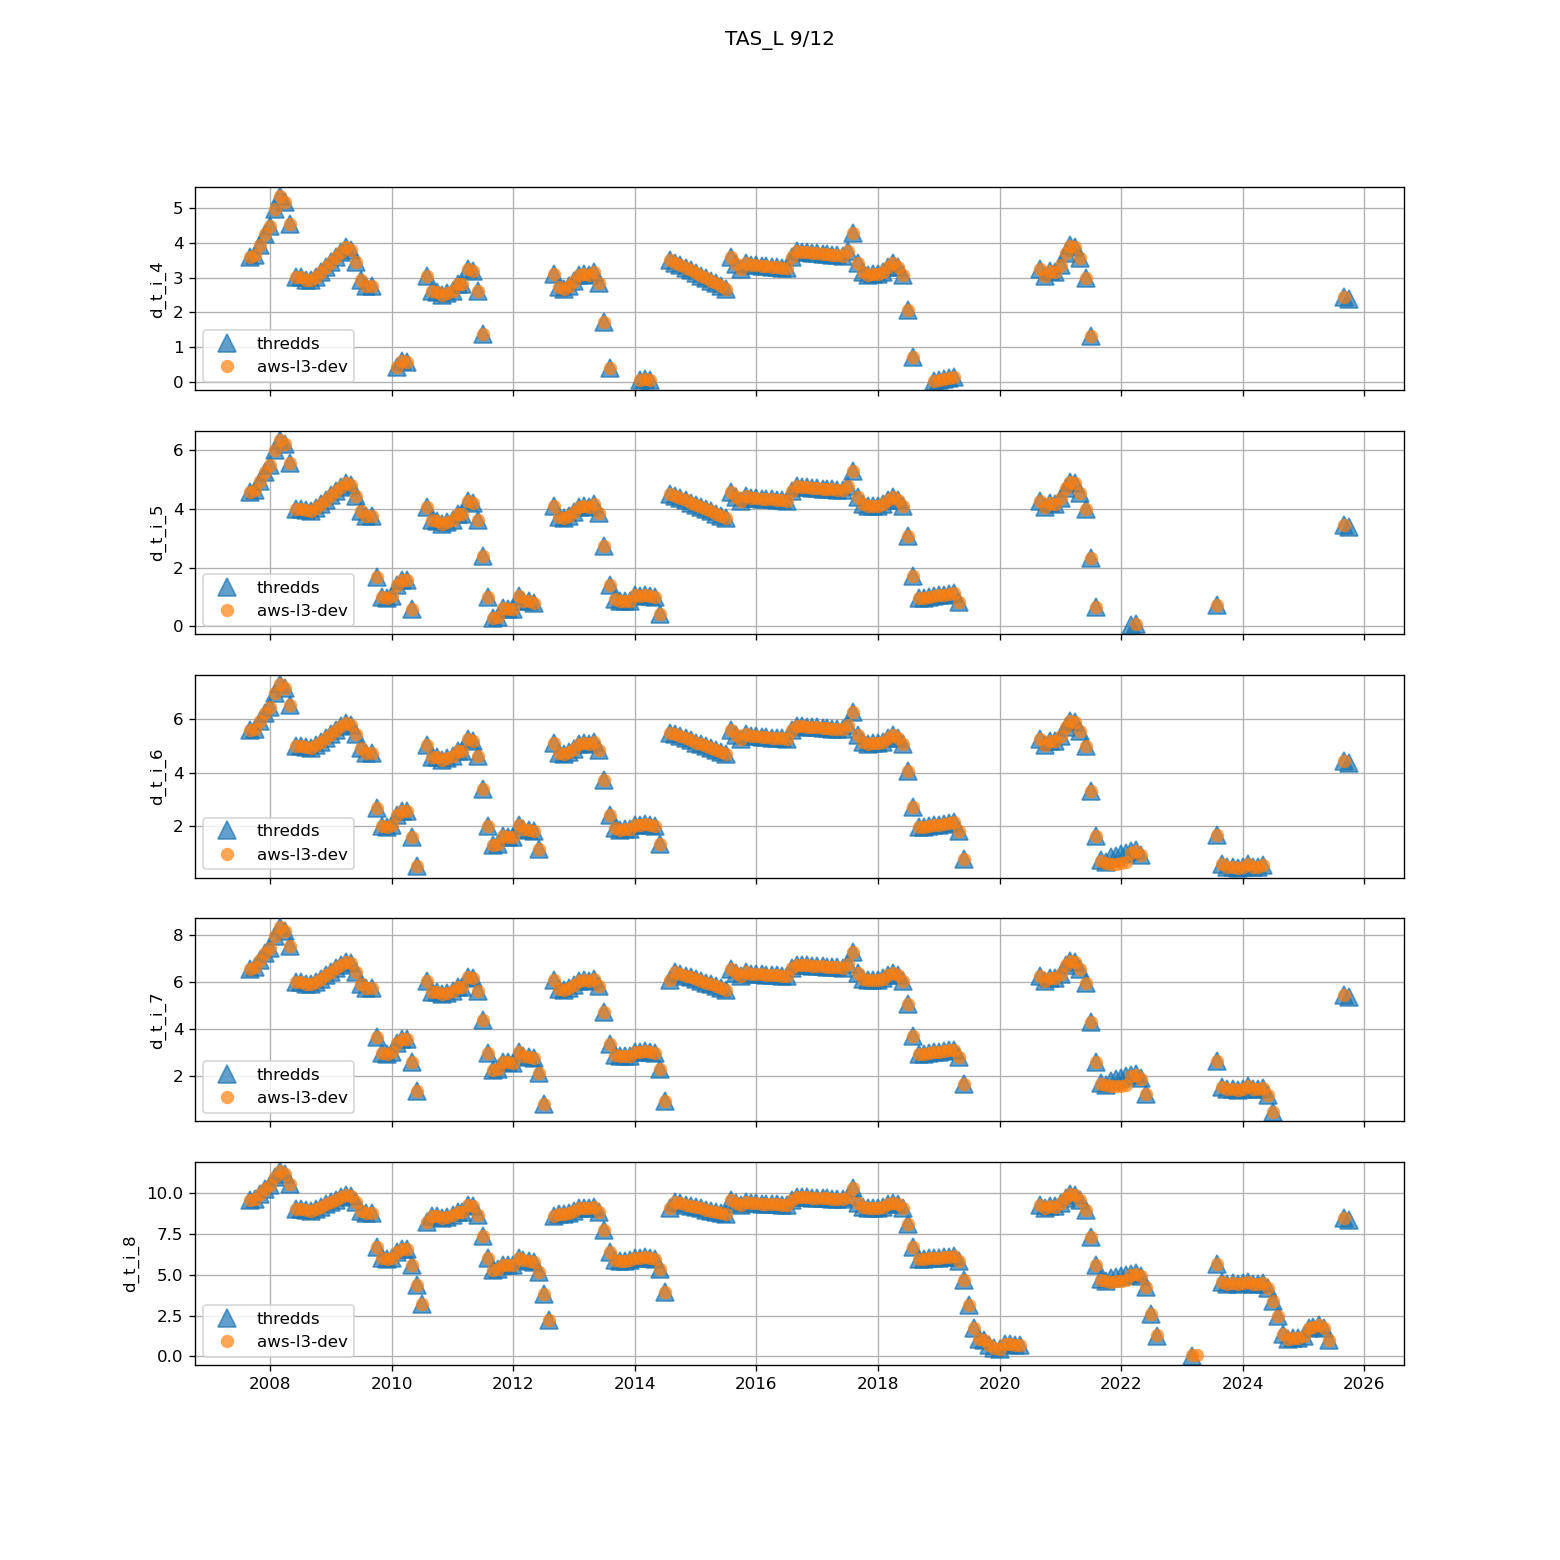 TAS_L 9/12
5
4
3
2
1
0
d_t_i_4
thredds
aws-l3-dev
6
4
2
0
d_t_i_5
thredds
aws-l3-dev
6
4
2
d_t_i_6
thredds
aws-l3-dev
8
6
4
2
d_t_i_7
thredds
aws-l3-dev
10.0
7.5
5.0
2.5
0.0
d_t_i_8
thredds
aws-l3-dev
2008 2010 2012 2014 2016 2018 2020 2022 2024 2026